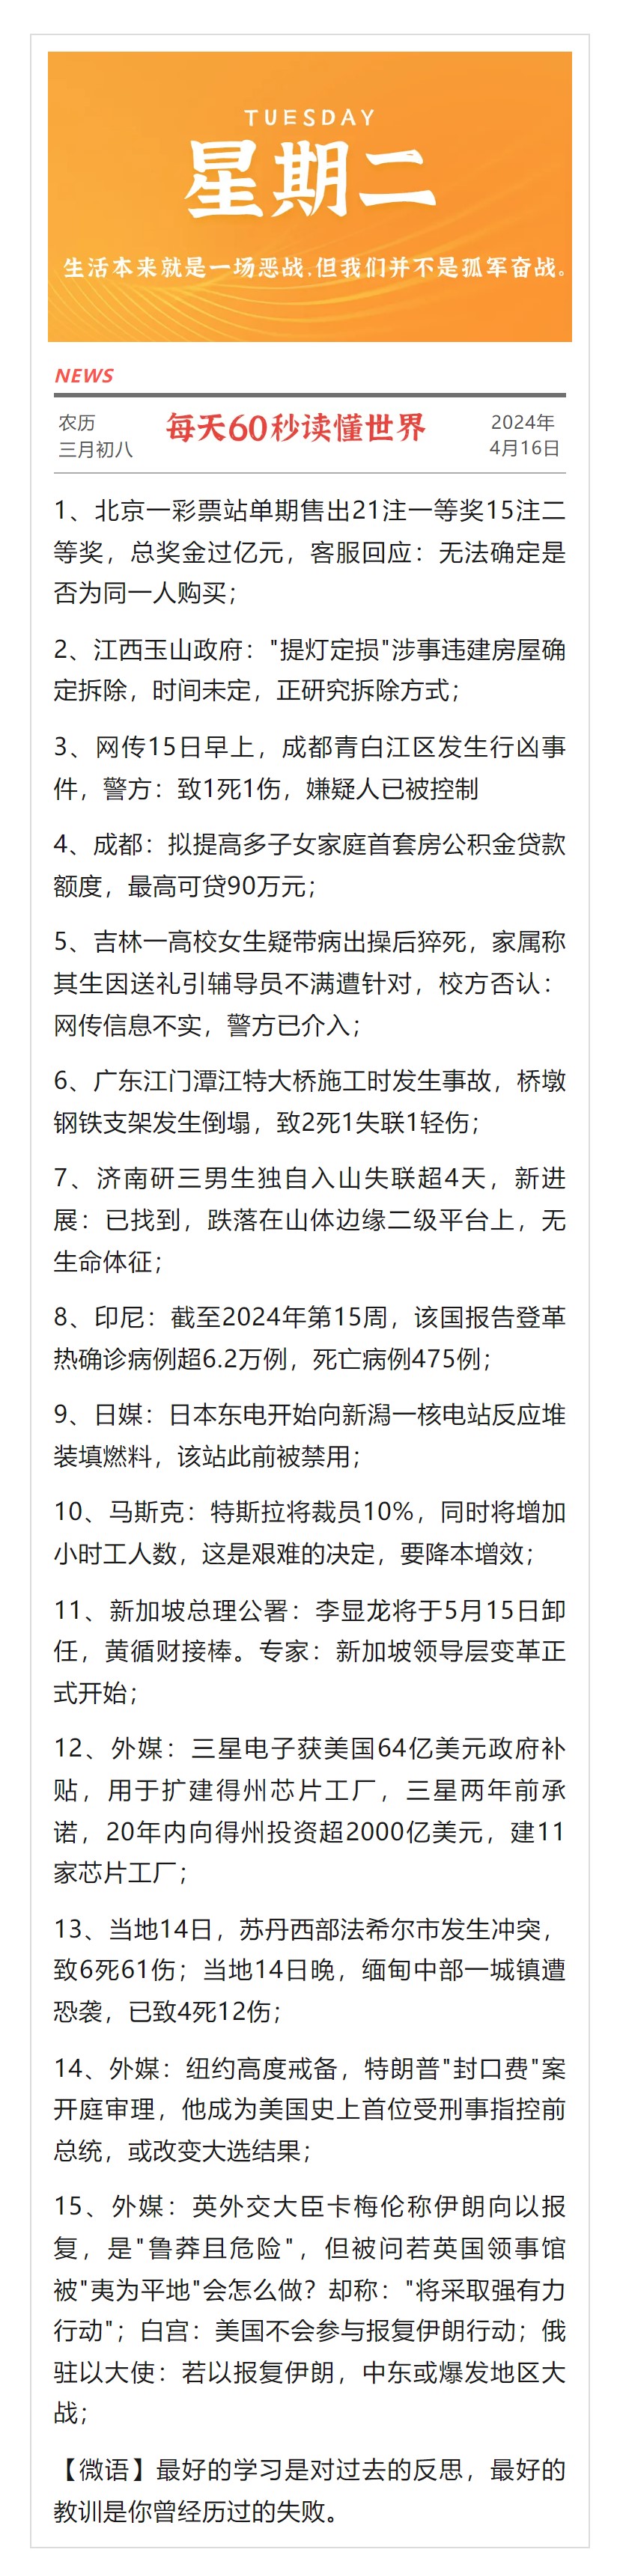 TUESDAY
星期二
生活本来就是一场恶战,但我们并不是孤军奋战。
NEWS
农历
三月初八
每天60秒读懂世界
2024年
4月16日
1、北京一彩票站单期售出21注一等奖15注二
等奖，总奖金过亿元，客服回应：无法确定是
否为同一人购买；
2、江西玉山政府："提灯定损"涉事违建房屋确
定拆除，时间未定，正研究拆除方式；
3、网传15日早上，成都青白江区发生行凶事
件，警方：致1死1伤，嫌疑人已被控制
4、成都：拟提高多子女家庭首套房公积金贷款
额度，最高可贷90万元；
5、吉林一高校女生疑带病出操后猝死，家属称
其生因送礼引辅导员不满遭针对，校方否认：
网传信息不实，警方已介入；
6、广东江门潭江特大桥施工时发生事故，桥墩
钢铁支架发生倒塌，致2死1失联1轻伤；
7、济南研三男生独自入山失联超4天，新进
展：已找到，跌落在山体边缘二级平台上，无
生命体征；
8、印尼：截至2024年第15周，该国报告登革
热确诊病例超6.2万例，死亡病例475例；
9、日媒：日本东电开始向新潟一核电站反应堆
装填燃料，该站此前被禁用；
10、马斯克：特斯拉将裁员10%，同时将增加
小时工人数，这是艰难的决定，要降本增效；
11、新加坡总理公署：李显龙将于5月15日卸
任，黄循财接棒。专家：新加坡领导层变革正
式开始；
12、外媒：三星电子获美国64亿美元政府补
贴，用于扩建得州芯片工厂，三星两年前承
诺，20年内向得州投资超2000亿美元，建11
家芯片工厂；
13、当地14日，苏丹西部法希尔市发生冲突，
致6死61伤；当地14日晚，缅甸中部一城镇遭
恐袭，已致4死12伤；
14、外媒：纽约高度戒备，特朗普"封口费"案
开庭审理，他成为美国史上首位受刑事指控前
总统，或改变大选结果；
15、外媒：英外交大臣卡梅伦称伊朗向以报
复，是"鲁莽且危险"，但被问若英国领事馆
被"夷为平地"会怎么做？却称："将采取强有力
行动"；白宫：美国不会参与报复伊朗行动；俄
驻以大使：若以报复伊朗，中东或爆发地区大
战；
【微语】最好的学习是对过去的反思，最好的
教训是你曾经历过的失败。